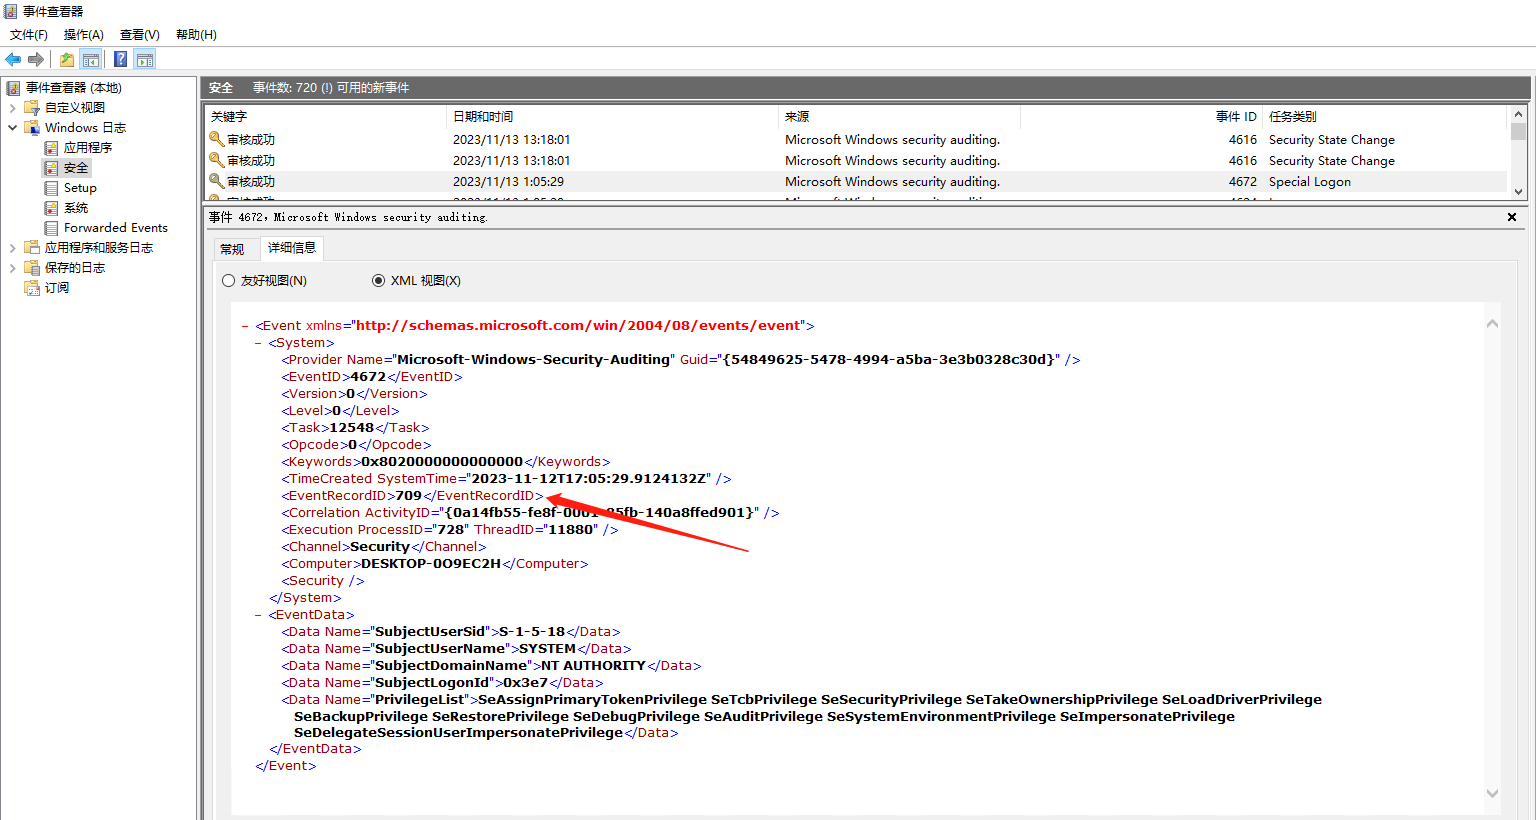 事件查看器
文件(F) 操作(A) 查看(V) 帮助(H)
事件查看器 (本地)
自定义视图
Windows 日志
应用程序
安全
Setup
系统
Forwarded Events
应用程序和服务日志
保存的日志
订阅
安全 事件数: 720 (!) 可用的新事件
关键字 日期和时间 来源 事件 ID 任务类别
审核成功 2023/11/13 13:18:01 Microsoft Windows security auditing. 4616 Security State Change
审核成功 2023/11/13 13:18:01 Microsoft Windows security auditing. 4616 Security State Change
审核成功 2023/11/13 1:05:29 Microsoft Windows security auditing. 4672 Special Logon
事件 4672，Microsoft Windows security auditing.
常规 详细信息
友好视图(N) XML 视图(X)
- <Event xmlns="http://schemas.microsoft.com/win/2004/08/events/event">
- <System>
<Provider Name="Microsoft-Windows-Security-Auditing" Guid="{54849625-5478-4994-a5ba-3e3b0328c30d}" />
<EventID>4672</EventID>
<Version>0</Version>
<Level>0</Level>
<Task>12548</Task>
<Opcode>0</Opcode>
<Keywords>0x8020000000000000</Keywords>
<TimeCreated SystemTime="2023-11-12T17:05:29.9124132Z" />
<EventRecordID>709</EventRecordID>
<Correlation ActivityID="{0a14fb55-fe8f-0001-85fb-140a8ffed901}" />
<Execution ProcessID="728" ThreadID="11880" />
<Channel>Security</Channel>
<Computer>DESKTOP-0O9EC2H</Computer>
<Security />
</System>
- <EventData>
<Data Name="SubjectUserSid">S-1-5-18</Data>
<Data Name="SubjectUserName">SYSTEM</Data>
<Data Name="SubjectDomainName">NT AUTHORITY</Data>
<Data Name="SubjectLogonId">0x3e7</Data>
<Data Name="PrivilegeList">SeAssignPrimaryTokenPrivilege SeTcbPrivilege SeSecurityPrivilege SeTakeOwnershipPrivilege SeLoadDriverPrivilege
SeBackupPrivilege SeRestorePrivilege SeDebugPrivilege SeAuditPrivilege SeSystemEnvironmentPrivilege SeImpersonatePrivilege
SeDelegateSessionUserImpersonatePrivilege</Data>
</EventData>
</Event>